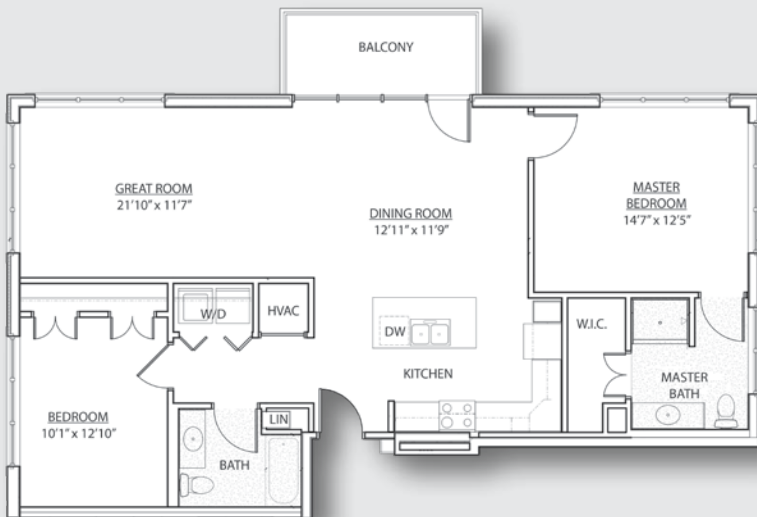 BALCONY
GREAT ROOM
21'10" x 11'7"
DINING ROOM
12'11" x 11'9"
MASTER
BEDROOM
14'7" x 12'5"
W/D
HVAC
DW
W.I.C.
KITCHEN
MASTER
BATH
BEDROOM
10'1" x 12'10"
LIN
BATH